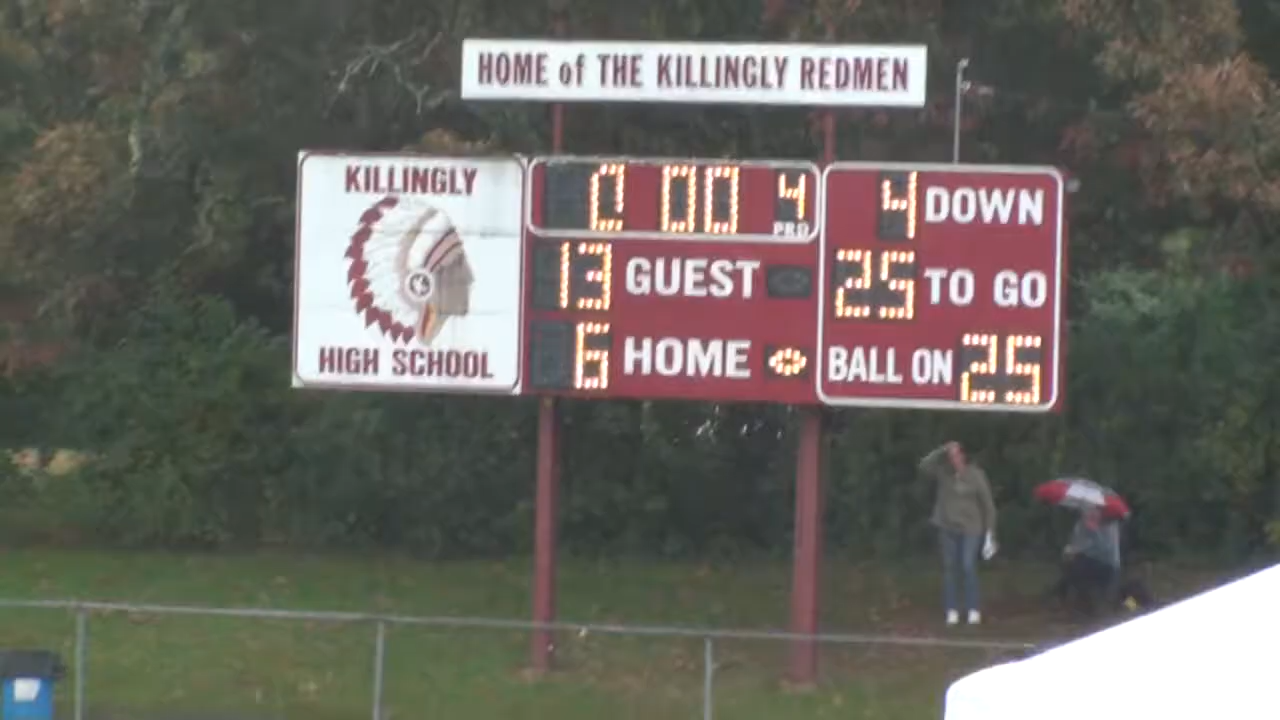 HOME of THE KILLINGLY REDMEN
KILLINGLY
HIGH SCHOOL
0 00 4
PRD
13 GUEST
6 HOME
4 DOWN
25 TO GO
BALL ON 25